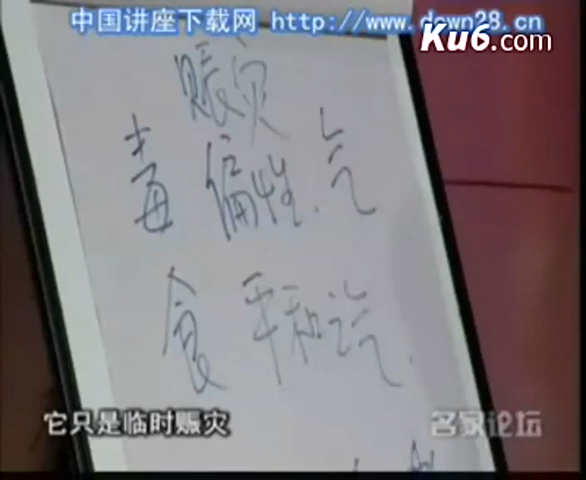 中国讲座下载网 http://www.down28.cn
Ku6.com
赈灾
毒 偏性.气
食 平和之气.
它只是临时赈灾
名家论坛